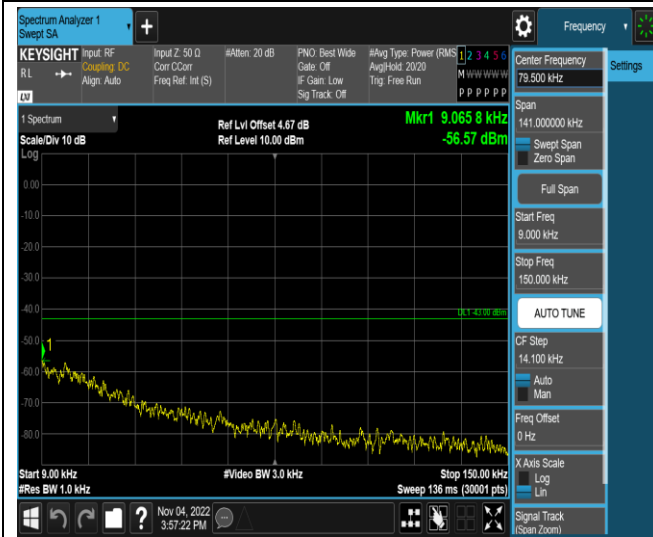 Spectrum Analyzer 1
Swept SA
+
Frequency
KEYSIGHT
RL
LXI
Input: RF
Coupling: DC
Align: Auto
Input Z: 50 Ω
Corr CCorr
Freq Ref: Int (S)
#Atten: 20 dB
PNO: Best Wide
Gate: Off
IF Gain: Low
Sig Track: Off
#Avg Type: Power (RMS
Avg|Hold: 20/20
Trig: Free Run
1 2 3 4 5 6
M W W W W W
P P P P P P
1 Spectrum
Scale/Div 10 dB
Ref Lvl Offset 4.67 dB
Ref Level 10.00 dBm
Mkr1 9.065 8 kHz
-56.57 dBm
Log
0.00
-10.0
-20.0
-30.0
-40.0
-50.0
-60.0
-70.0
-80.0
DL1 -43.00 dBm
1
Start 9.00 kHz
#Res BW 1.0 kHz
#Video BW 3.0 kHz
Stop 150.00 kHz
Sweep 136 ms (30001 pts)
Nov 04, 2022
3:57:22 PM
?
Settings
Center Frequency
79.500 kHz
Span
141.000000 kHz
Swept Span
Zero Span
Full Span
Start Freq
9.000 kHz
Stop Freq
150.000 kHz
AUTO TUNE
CF Step
14.100 kHz
Auto
Man
Freq Offset
0 Hz
X Axis Scale
Log
Lin
Signal Track
(Span Zoom)